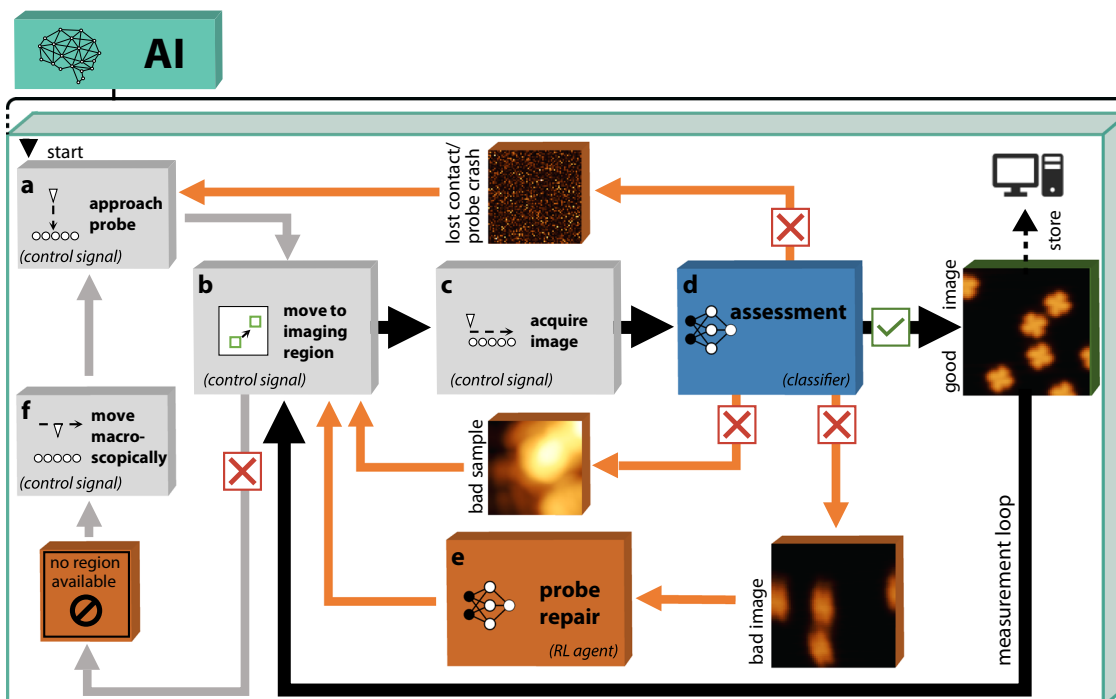 AI
start
a
approach
probe
(control signal)
lost contact/
probe crash
store
b
move to
imaging
region
(control signal)
c
acquire
image
(control signal)
d
assessment
(classifier)
good image
f
move
macro-
scopically
(control signal)
bad sample
no region
available
e
probe
repair
(RL agent)
bad image
measurement loop